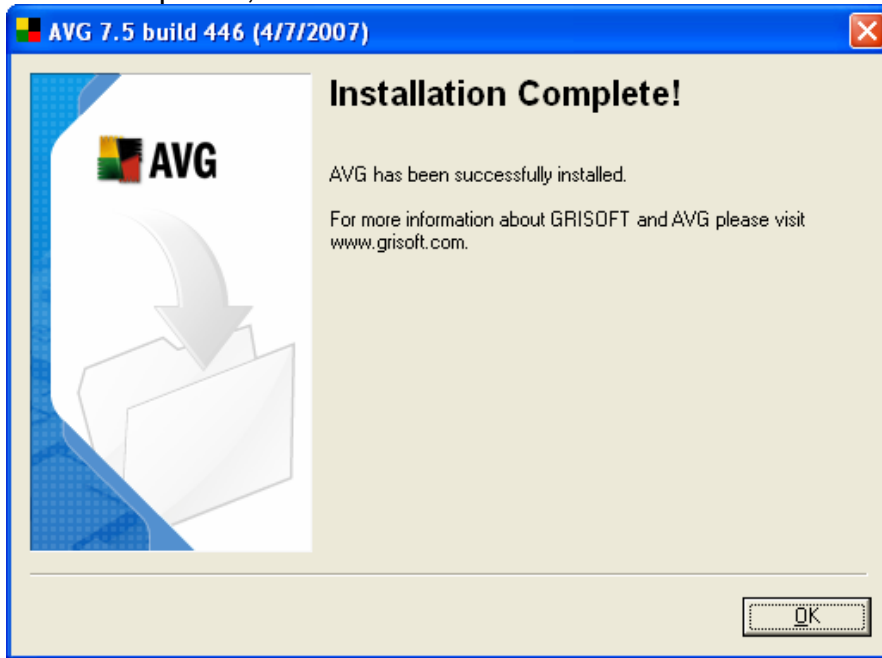 AVG 7.5 build 446 (4/7/2007)
Installation Complete!
AVG
AVG has been successfully installed.
For more information about GRISOFT and AVG please visit
www.grisoft.com.
OK